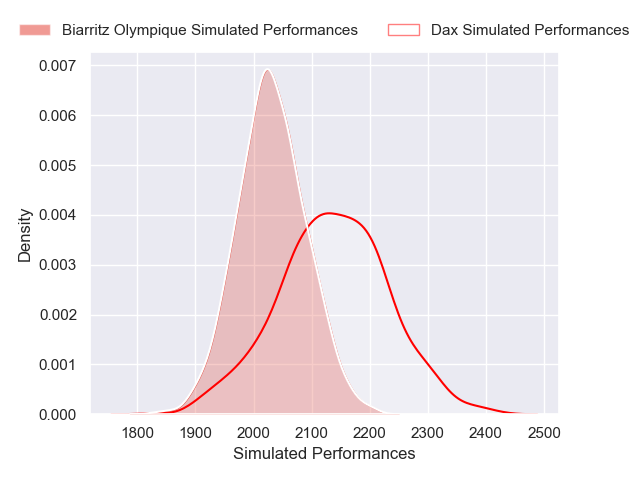 Biarritz Olympique Simulated Performances Dax Simulated Performances
0.007
0.006
0.005
0.004
0.003
0.002
0.001
0.000
Density
1800 1900 2000 2100 2200 2300 2400 2500
Simulated Performances